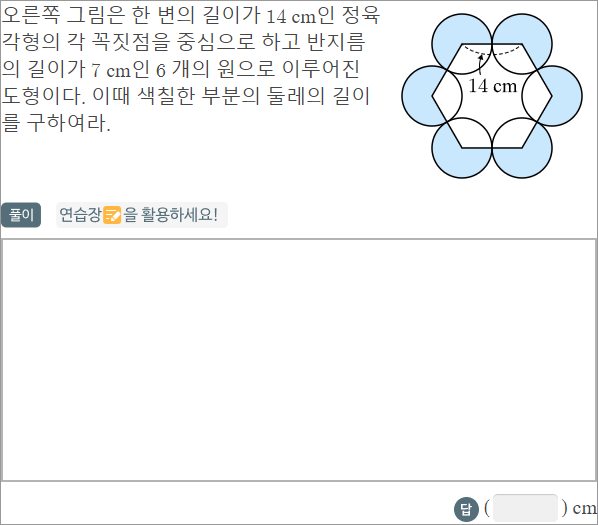 오른쪽 그림은 한 변의 길이가 14 cm인 정육
각형의 각 꼭짓점을 중심으로 하고 반지름
의 길이가 7 cm인 6 개의 원으로 이루어진
도형이다. 이때 색칠한 부분의 둘레의 길이
를 구하여라.
14 cm
풀이 연습장을 활용하세요!
답 ( ) cm